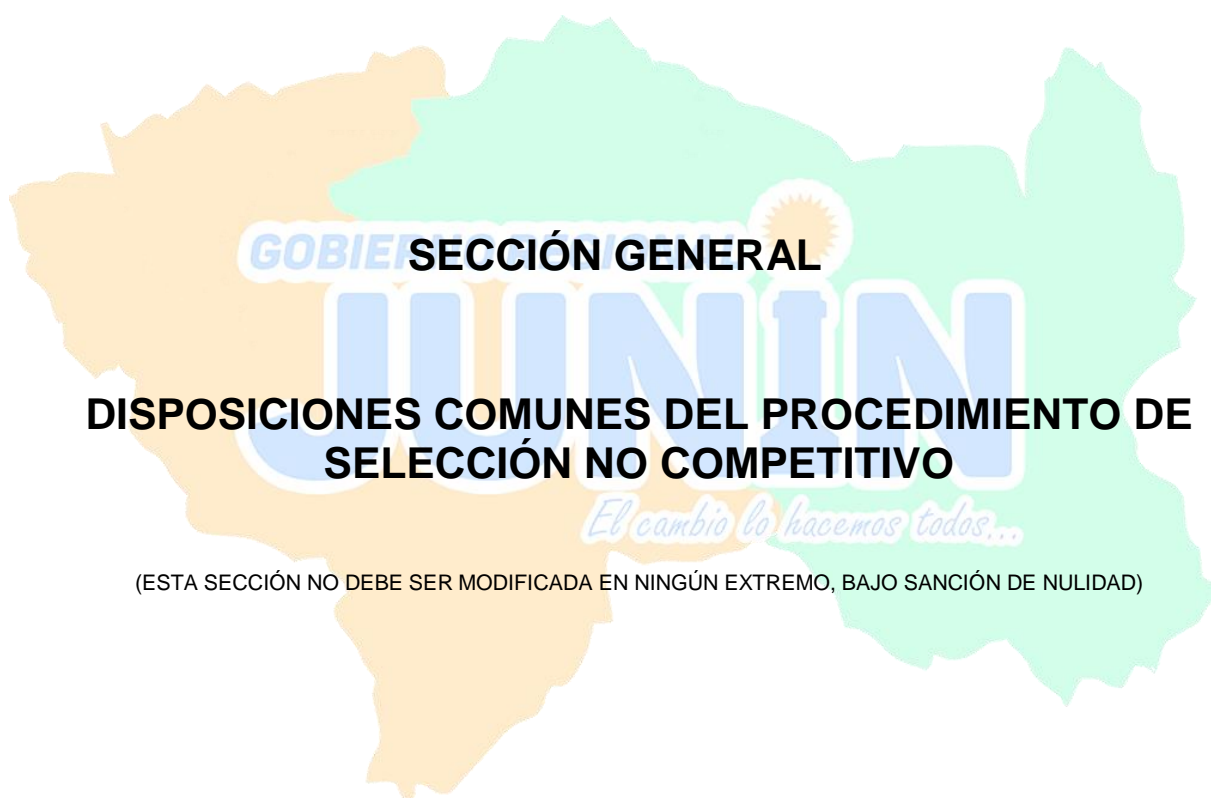 GOBIERNO REGIONAL
SECCIÓN GENERAL
JUNÍN
DISPOSICIONES COMUNES DEL PROCEDIMIENTO DE
SELECCIÓN NO COMPETITIVO
El cambio lo hacemos todos...
(ESTA SECCIÓN NO DEBE SER MODIFICADA EN NINGÚN EXTREMO, BAJO SANCIÓN DE NULIDAD)